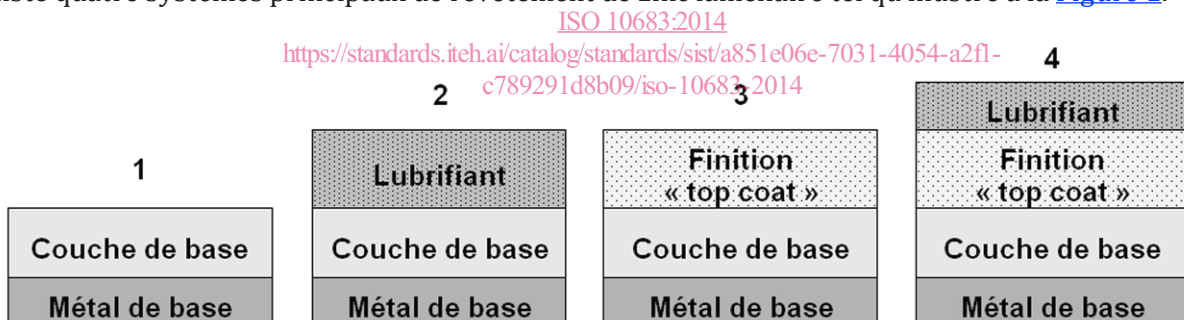 ISO 10683:2014
https://standards.iteh.ai/catalog/standards/sist/a851e06e-7031-4054-a2f1-
c789291d8b09/iso-10683-2014
1
2
3
4
Couche de base
Métal de base
Lubrifiant
Couche de base
Métal de base
Finition
« top coat »
Couche de base
Métal de base
Lubrifiant
Finition
« top coat »
Couche de base
Métal de base